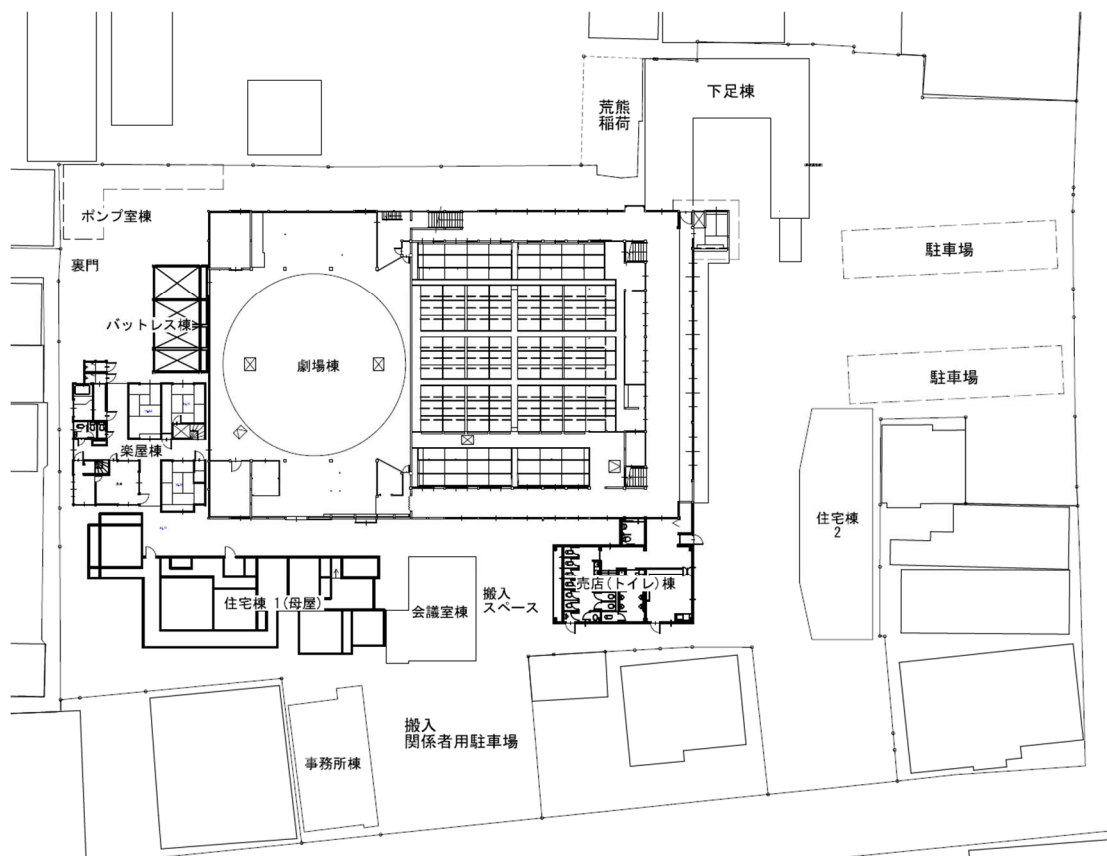 下足棟
荒熊
稲荷
ポンプ室棟
裏門
駐車場
バットレス棟
劇場棟
駐車場
楽屋棟
住宅棟
2
売店(トイレ)棟
搬入
スペース
住宅棟 1(母屋)
会議室棟
搬入
関係者用駐車場
事務所棟